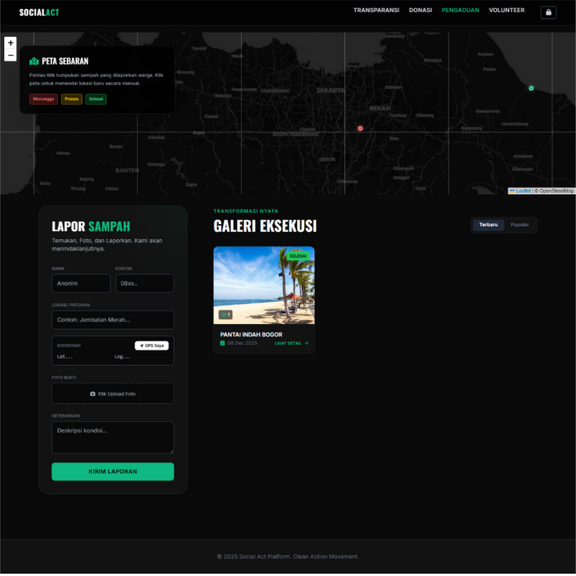 SOCIALACT
TRANSPARANSI DONASI PENGADUAN VOLUNTEER
+
−
PETA SEBARAN
Pantau titik tumpukan sampah yang dilaporkan warga. Klik
peta untuk menandai lokasi baru secara manual.
Menunggu Proses Selesai
JAKARTA
BEKASI
SOUTH TANGERANG
DEPOK
BANTEN
Leaflet | © OpenStreetMap
LAPOR SAMPAH
Temukan, Foto, dan Laporkan. Kami akan
menindaklanjutinya.
NAMA KONTAK
Anonim 08xx...
LOKASI / PATOKAN
Contoh: Jembatan Merah...
KOORDINAT GPS Saya
Lat... Lng...
FOTO BUKTI
Klik Upload Foto
KETERANGAN
Deskripsi kondisi...
KIRIM LAPORAN
TRANSFORMASI NYATA
GALERI EKSEKUSI
Terbaru Populer
SELESAI
1
PANTAI INDAH BOGOR
08 Dec 2025 LIHAT DETAIL →
© 2025 Social Act Platform. Clean Action Movement.